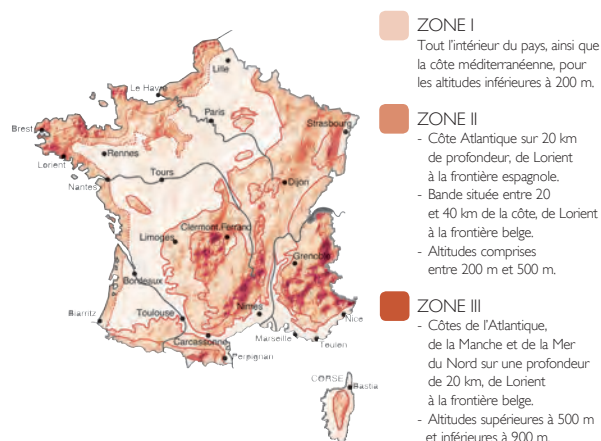 ZONE I
Tout l'intérieur du pays, ainsi que
la côte méditerranéenne, pour
les altitudes inférieures à 200 m.
ZONE II
- Côte Atlantique sur 20 km
de profondeur, de Lorient
à la frontière espagnole.
- Bande située entre 20
et 40 km de la côte, de Lorient
à la frontière belge.
- Altitudes comprises
entre 200 m et 500 m.
ZONE III
- Côtes de l'Atlantique,
de la Manche et de la Mer
du Nord sur une profondeur
de 20 km, de Lorient
à la frontière belge.
- Altitudes supérieures à 500 m
et inférieures à 900 m.
Lille
Le Havre
Paris
Strasbourg
Brest
Rennes
Lorient
Tours
Nantes
Dijon
Limoges
Clermont-Ferrand
Grenoble
Bordeaux
Biarritz
Toulouse
Nimes
Nice
Carcassonne
Marseille
Toulon
Perpignan
CORSE
Bastia